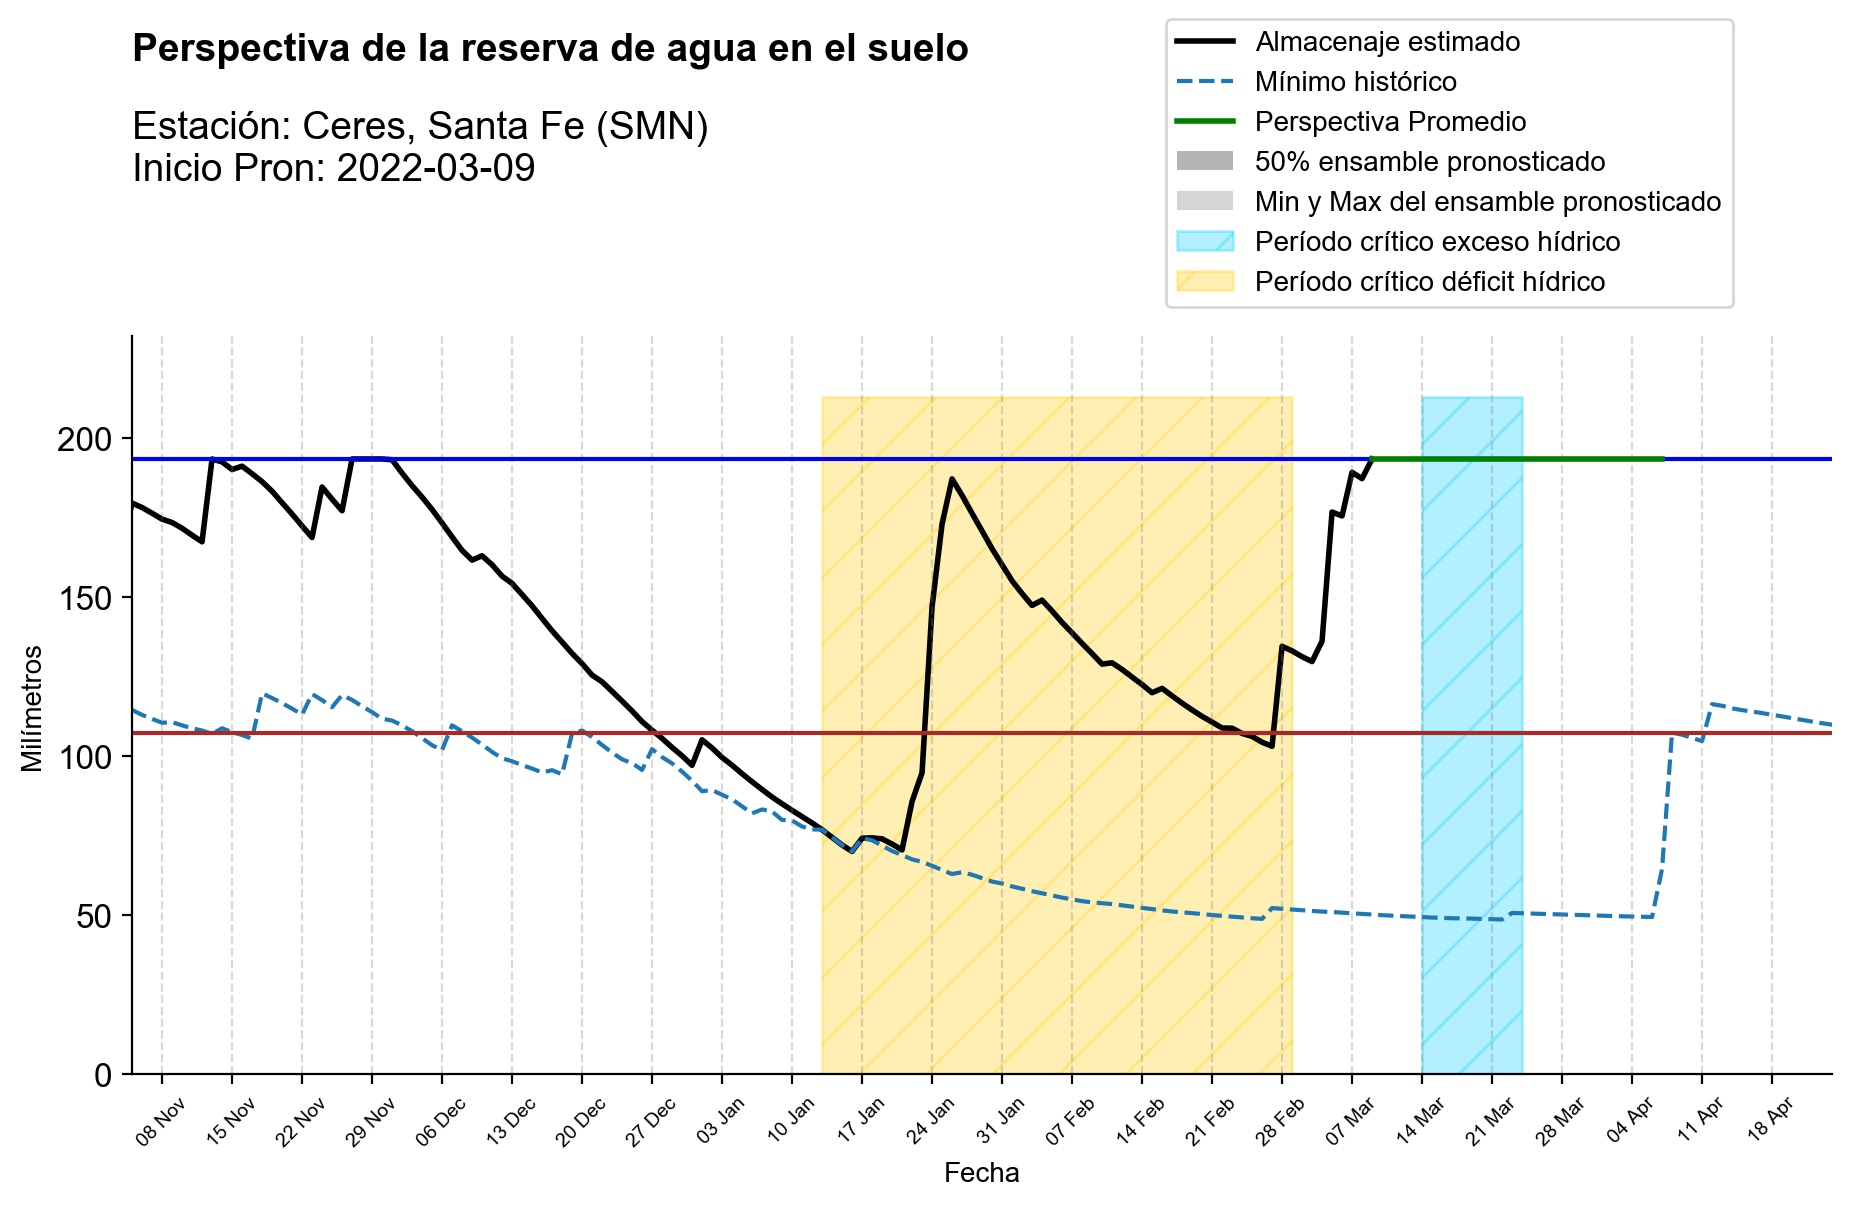 Perspectiva de la reserva de agua en el suelo
Estación: Ceres, Santa Fe (SMN)
Inicio Pron: 2022-03-09
Almacenaje estimado
Mínimo histórico
Perspectiva Promedio
50% ensamble pronosticado
Min y Max del ensamble pronosticado
Período crítico exceso hídrico
Período crítico déficit hídrico
200
150
100
50
0
Milímetros
08 Nov
15 Nov
22 Nov
29 Nov
06 Dec
13 Dec
20 Dec
27 Dec
03 Jan
10 Jan
17 Jan
24 Jan
31 Jan
07 Feb
14 Feb
21 Feb
28 Feb
07 Mar
14 Mar
21 Mar
28 Mar
04 Apr
11 Apr
18 Apr
Fecha